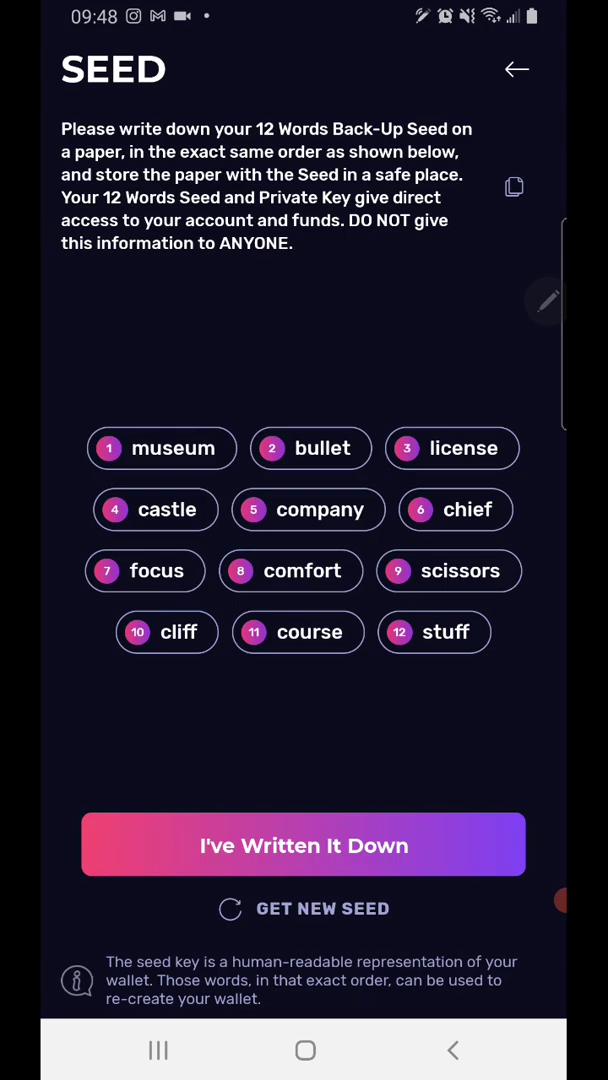 09:48
SEED
Please write down your 12 Words Back-Up Seed on
a paper, in the exact same order as shown below,
and store the paper with the Seed in a safe place.
Your 12 Words Seed and Private Key give direct
access to your account and funds. DO NOT give
this information to ANYONE.
1 museum 2 bullet 3 license
4 castle 5 company 6 chief
7 focus 8 comfort 9 scissors
10 cliff 11 course 12 stuff
I've Written It Down
GET NEW SEED
The seed key is a human-readable representation of your
wallet. Those words, in that exact order, can be used to
re-create your wallet.